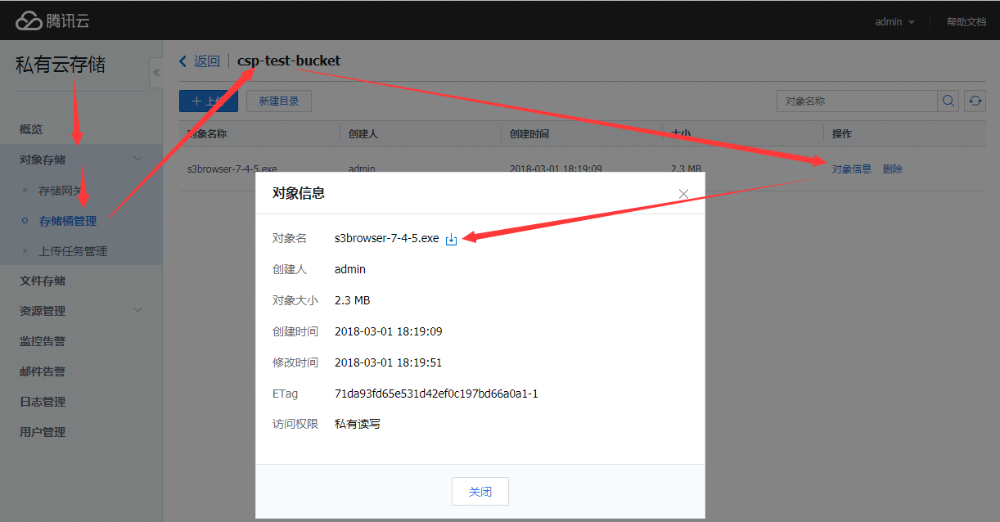 腾讯云
admin
帮助文档
私有云存储
«
返回
csp-test-bucket
新建目录
对象名称
概览
对象存储
存储网关
存储桶管理
上传任务管理
文件存储
资源管理
监控告警
邮件告警
日志管理
用户管理
对象名称 创建人 创建时间 大小 操作
s3browser-7-4-5.exe admin 2018-03-01 18:19:09 2.3 MB 对象信息 删除
对象信息
对象名 s3browser-7-4-5.exe
创建人 admin
对象大小 2.3 MB
创建时间 2018-03-01 18:19:09
修改时间 2018-03-01 18:19:51
ETag 71da93fd65e531d42ef0c197bd66a0a1-1
访问权限 私有读写
关闭